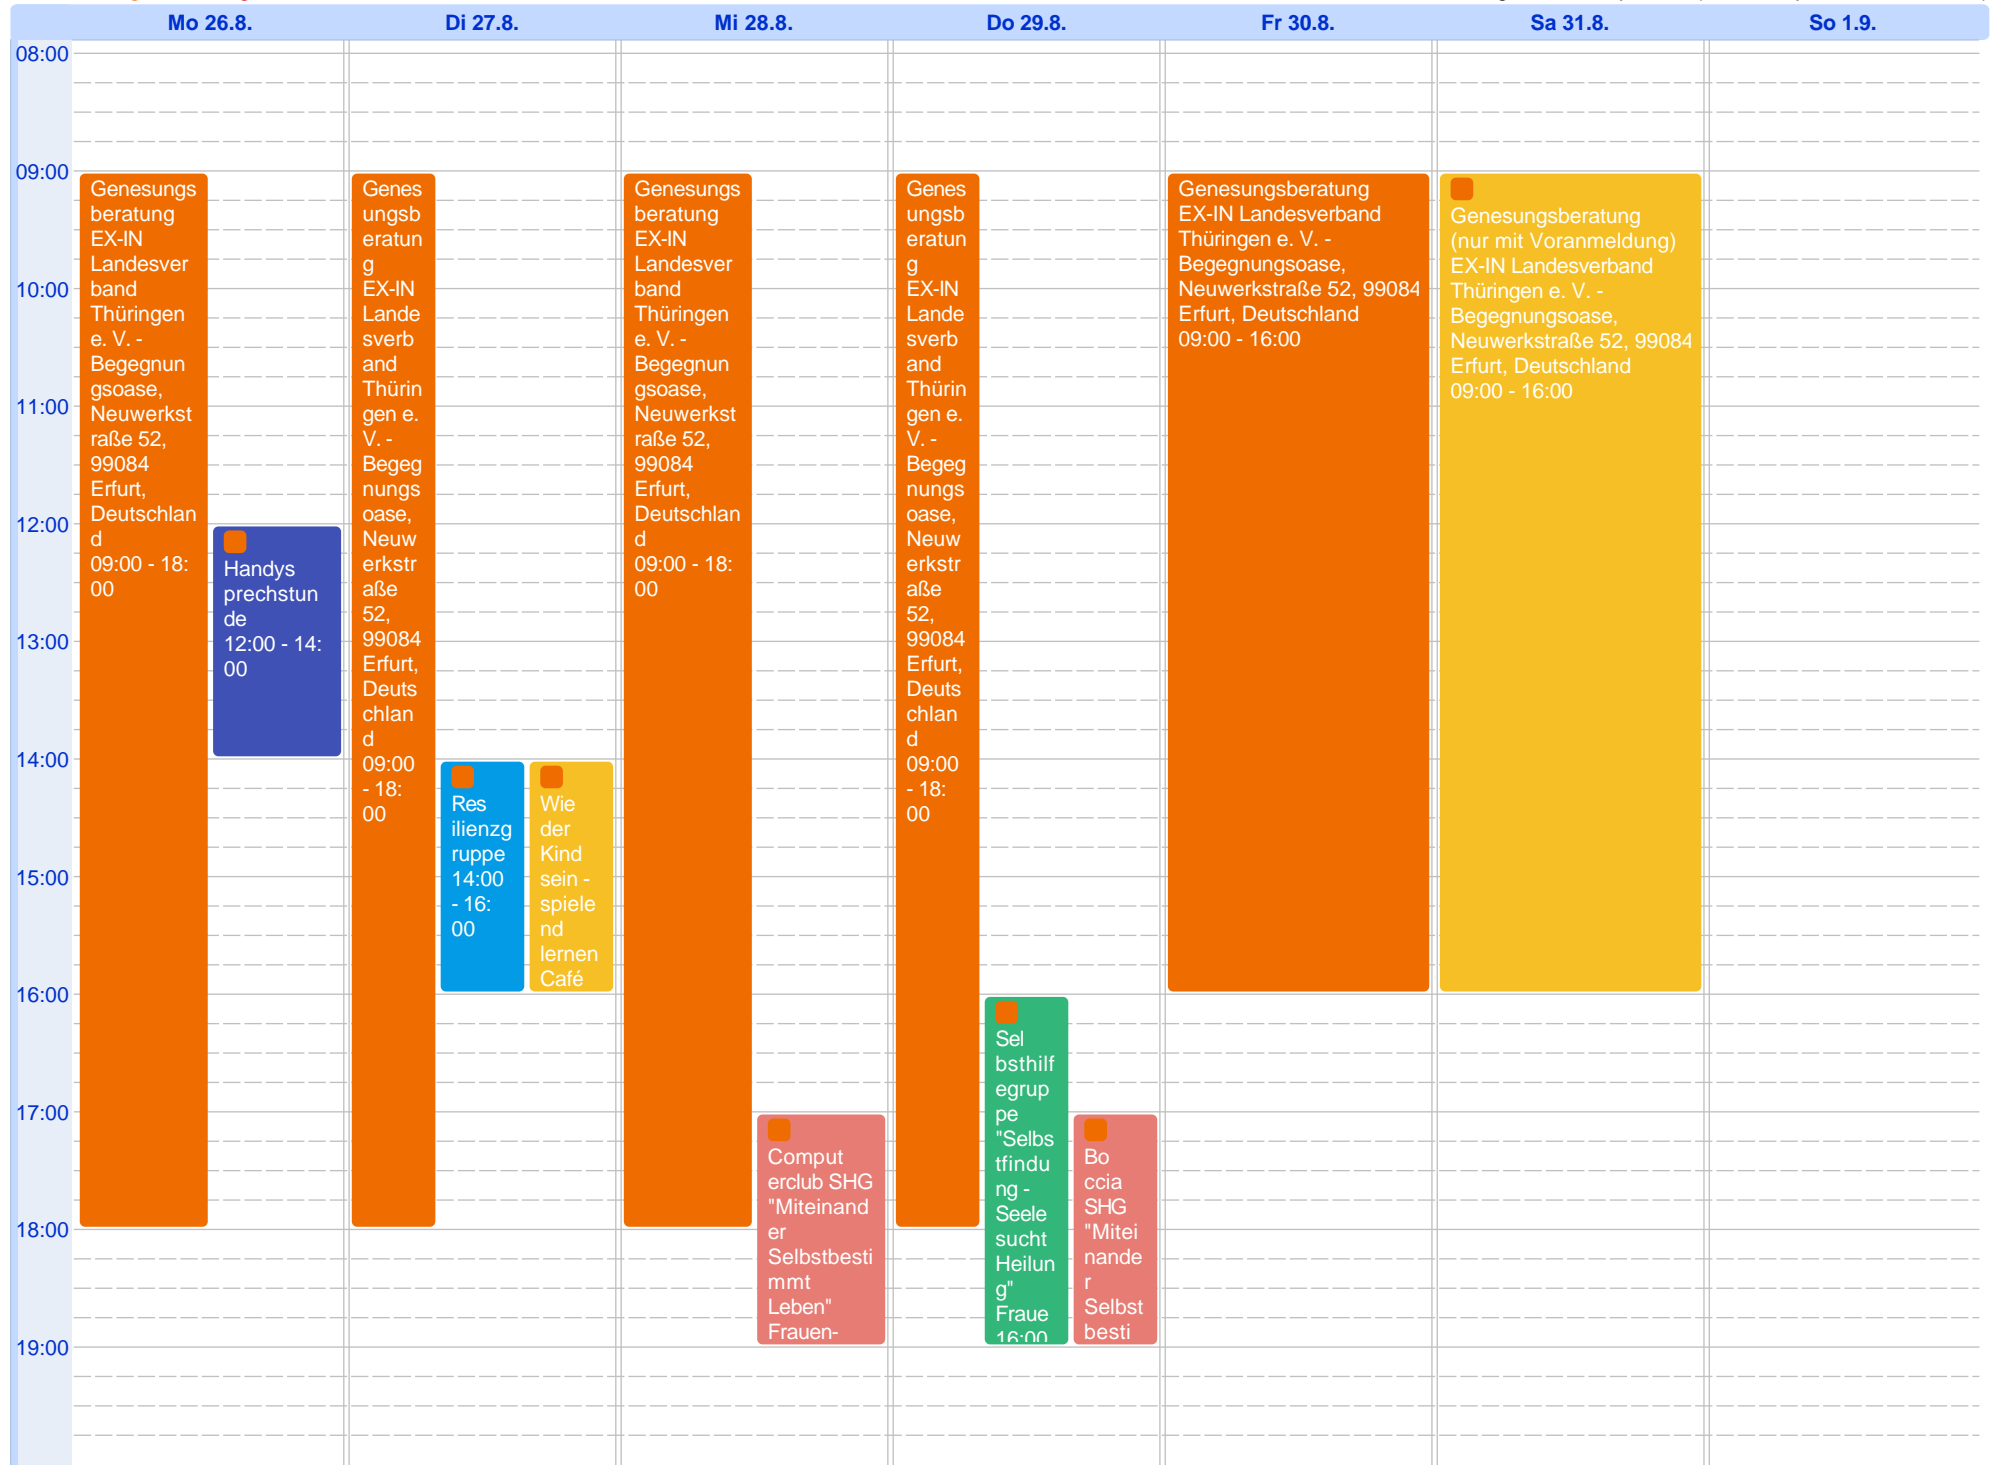 Mo 26.8.
Di 27.8.
Mi 28.8.
Do 29.8.
Fr 30.8.
Sa 31.8.
So 1.9.
08:00
09:00
10:00
11:00
12:00
13:00
14:00
15:00
16:00
17:00
18:00
19:00
Genesungs
beratung
EX-IN
Landesver
band
Thüringen
e. V. -
Begegnun
gsoase,
Neuwerkst
raße 52,
99084
Erfurt,
Deutschlan
d
09:00 - 18:
00
Handys
prechstun
de
12:00 - 14:
00
Genes
ungsb
eratun
g
EX-IN
Lande
sverb
and
Thürin
gen e.
V. -
Begeg
nungs
oase,
Neuw
erkstr
aße
52,
99084
Erfurt,
Deuts
chlan
d
09:00
- 18:
00
Res
ilienzg
ruppe
14:00
- 16:
00
Wie
der
Kind
sein -
spiele
nd
lernen
Café
Genesungs
beratung
EX-IN
Landesver
band
Thüringen
e. V. -
Begegnun
gsoase,
Neuwerkst
raße 52,
99084
Erfurt,
Deutschlan
d
09:00 - 18:
00
Comput
erclub SHG
"Miteinand
er
Selbstbesti
mmt
Leben"
Frauen-
Genes
ungsb
eratun
g
EX-IN
Lande
sverb
and
Thürin
gen e.
V. -
Begeg
nungs
oase,
Neuw
erkstr
aße
52,
99084
Erfurt,
Deuts
chlan
d
09:00
- 18:
00
Sel
bsthilf
egrup
pe
"Selbs
tfindu
ng -
Seele
sucht
Heilun
g"
Fraue
16:00
Bo
ccia
SHG
"Mitei
nande
r
Selbst
besti
Genesungsberatung
EX-IN Landesverband
Thüringen e. V. -
Begegnungsoase,
Neuwerkstraße 52, 99084
Erfurt, Deutschland
09:00 - 16:00
Genesungsberatung
(nur mit Voranmeldung)
EX-IN Landesverband
Thüringen e. V. -
Begegnungsoase,
Neuwerkstraße 52, 99084
Erfurt, Deutschland
09:00 - 16:00